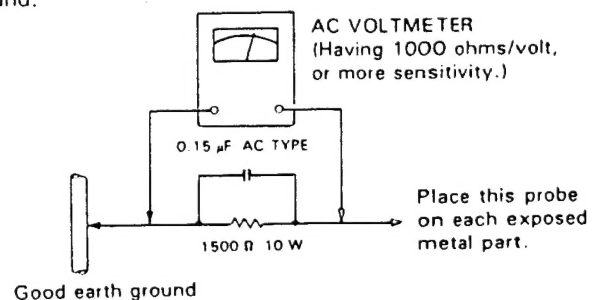 AC VOLTMETER
(Having 1000 ohms/volt,
or more sensitivity.)
0.15 μF AC TYPE
1500 Ω 10 W
Place this probe
on each exposed
metal part.
Good earth ground